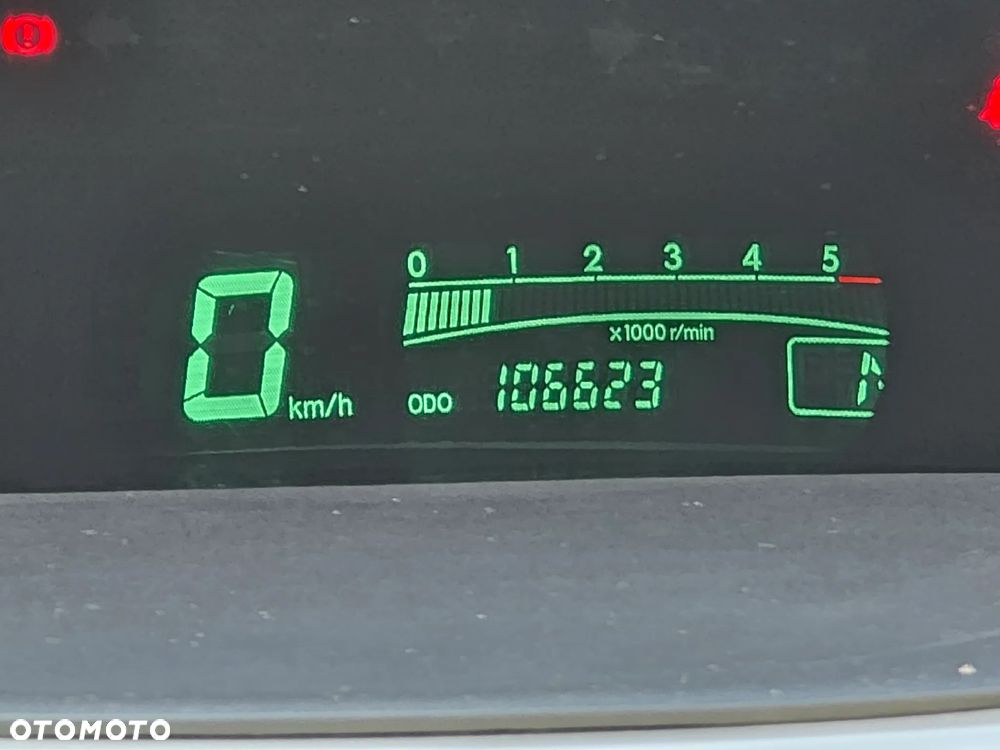 0 1 2 3 4 5
x1000 r/min
0 km/h
ODO 106623
OTOMOTO